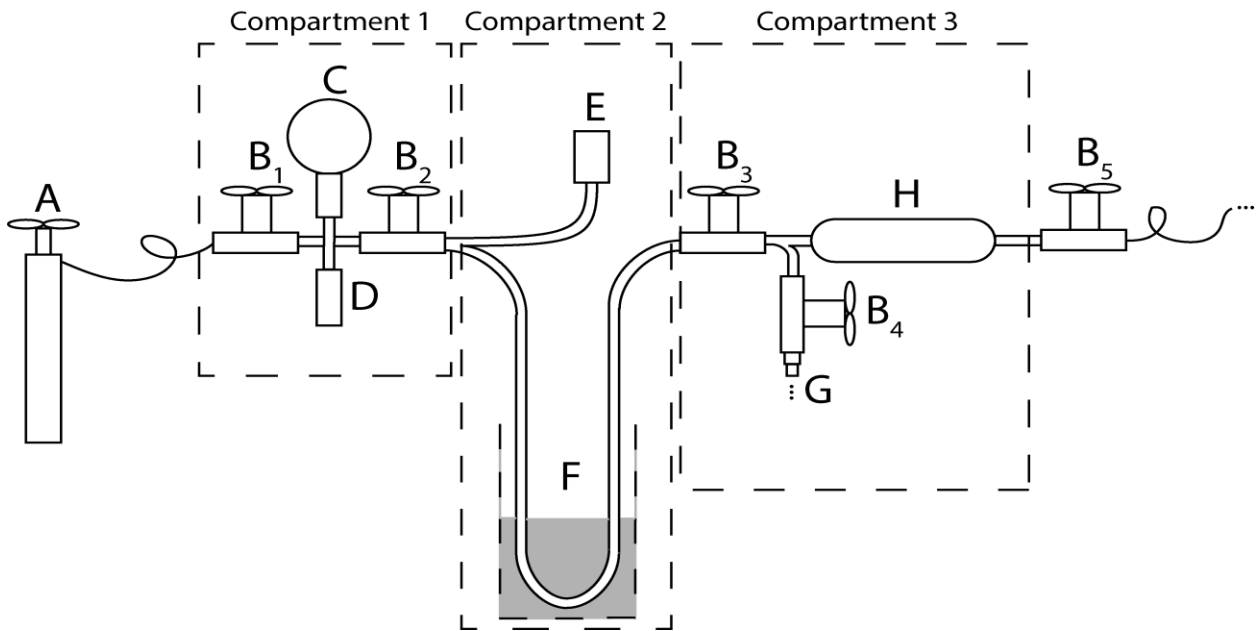 Compartment 1
Compartment 2
Compartment 3
A
B1
C
B2
D
E
F
B3
H
B4
G
...
B5
...